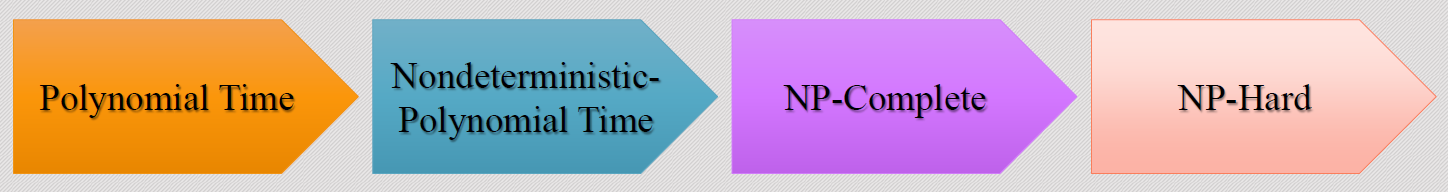 Polynomial Time
Nondeterministic-
Polynomial Time
NP-Complete
NP-Hard